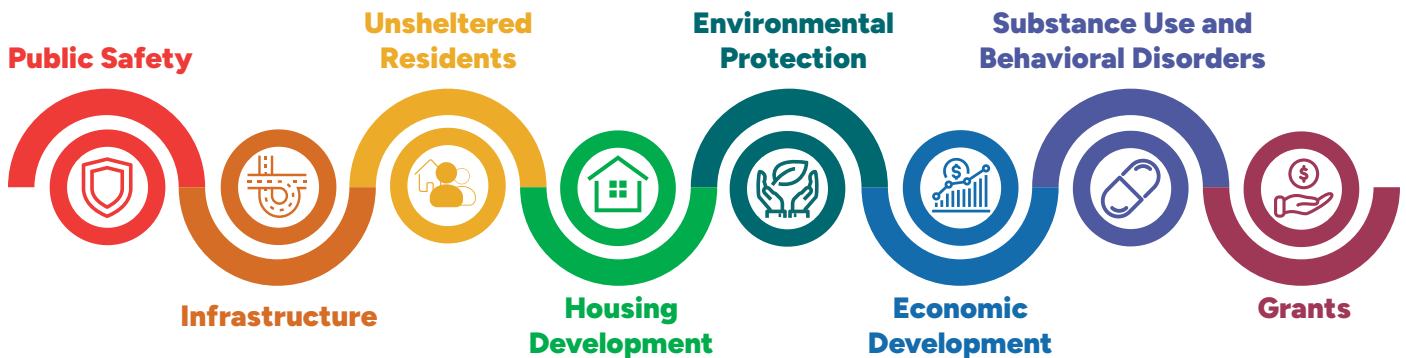 Public Safety
Infrastructure
Unsheltered
Residents
Housing
Development
Environmental
Protection
$
Economic
Development
Substance Use and
Behavioral Disorders
$
Grants